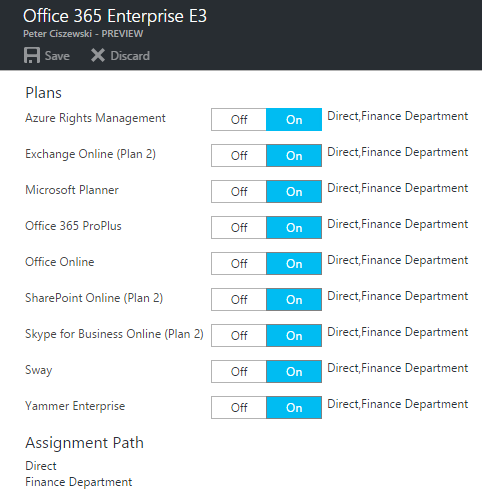 Office 365 Enterprise E3
Peter Ciszewski - PREVIEW
Save Discard
Plans
Azure Rights Management Off On Direct,Finance Department
Exchange Online (Plan 2) Off On Direct,Finance Department
Microsoft Planner Off On Direct,Finance Department
Office 365 ProPlus Off On Direct,Finance Department
Office Online Off On Direct,Finance Department
SharePoint Online (Plan 2) Off On Direct,Finance Department
Skype for Business Online (Plan 2) Off On Direct,Finance Department
Sway Off On Direct,Finance Department
Yammer Enterprise Off On Direct,Finance Department
Assignment Path
Direct
Finance Department